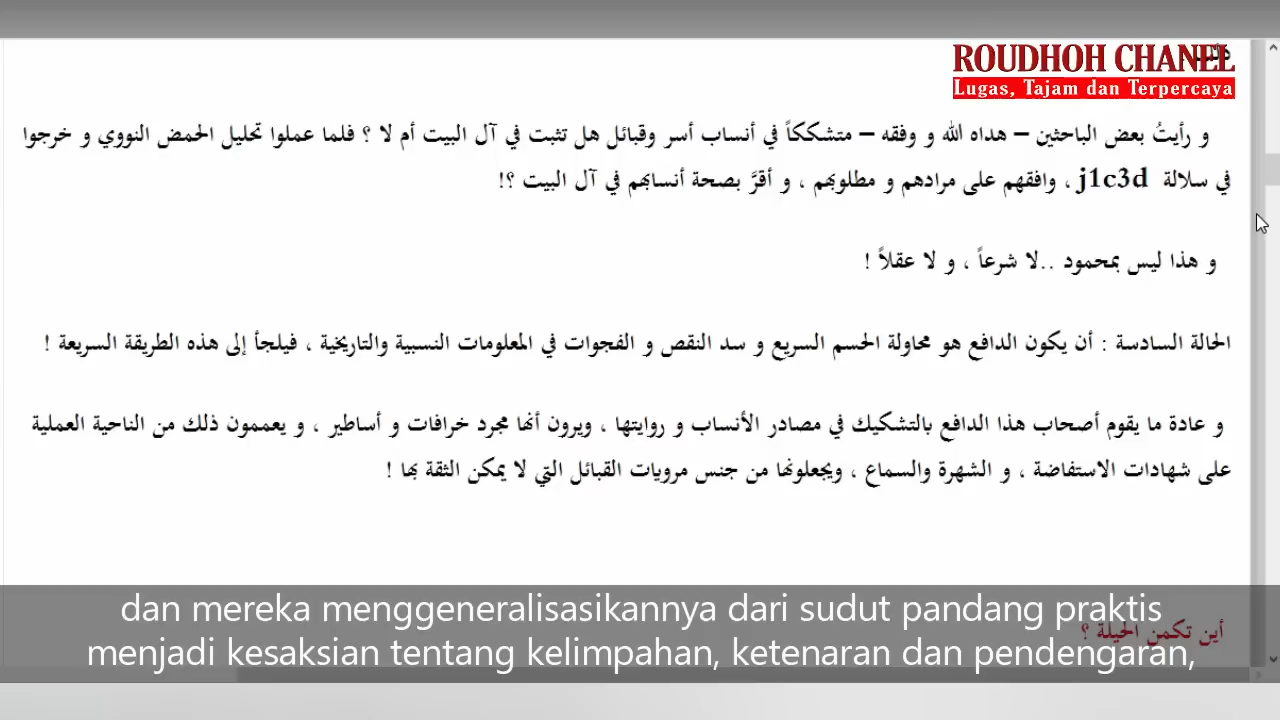 ROUDHOH CHANEL
Lugas, Tajam dan Terpercaya
و رأيتُ بعض الباحثين – هداه الله و وفقه – متشككاً في أنساب أسر وقبائل هل تثبت في آل البيت أم لا ؟ فلما عملوا تحليل الحمض النووي و خرجوا
في سلالة j1c3d ، وافقهم على مرادهم و مطلوبهم ، و أقرَّ بصحة أنسابهم في آل البيت ؟!
و هذا ليس بمحمود ..لا شرعاً ، و لا عقلاً !
الحالة السادسة : أن يكون الدافع هو محاولة الحسم السريع و سد النقص و الفجوات في المعلومات النسبية والتاريخية ، فيلجأ إلى هذه الطريقة السريعة !
و عادة ما يقوم أصحاب هذا الدافع بالتشكيك في مصادر الأنساب و روايتها ، ويرون أنها مجرد خرافات و أساطير ، و يعممون ذلك من الناحية العملية
على شهادات الاستفاضة ، و الشهرة والسماع ، ويجعلونها من جنس مرويات القبائل التي لا يمكن الثقة بها !
dan mereka menggeneralisasikannya dari sudut pandang praktis
أين تكمن الحيلة ؟
menjadi kesaksian tentang kelimpahan, ketenaran dan pendengaran,